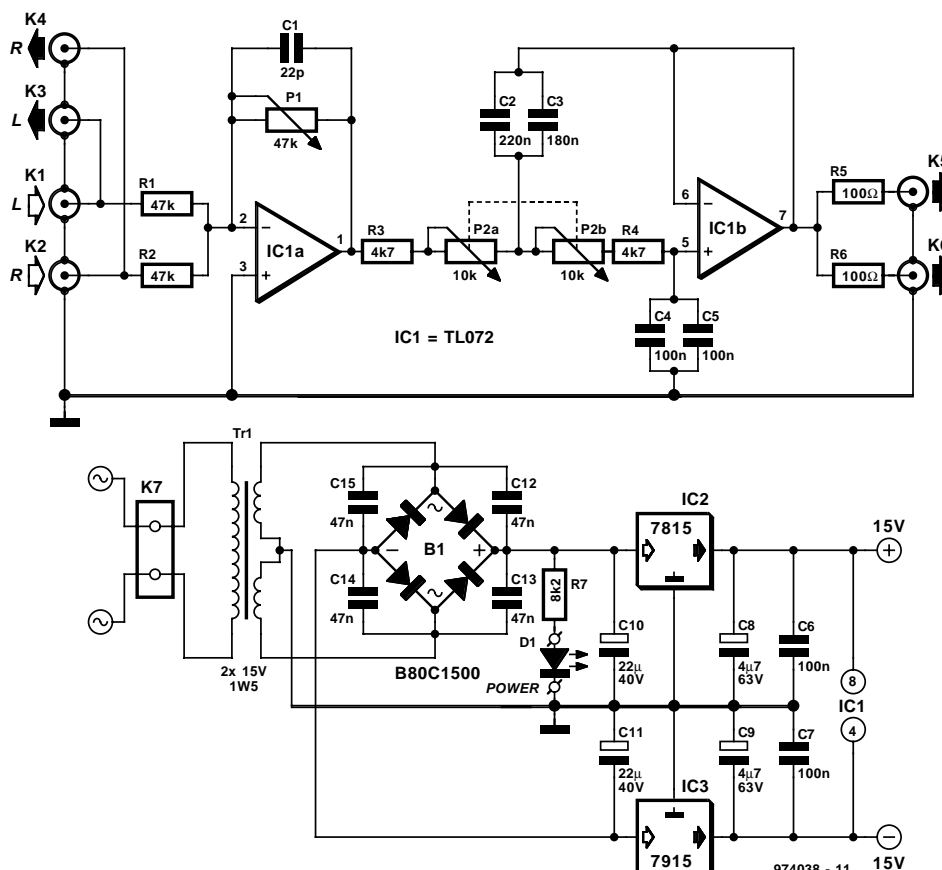 K4
R
K3
L
K1
L
K2
R
R1
47k
R2
47k
C1
22p
P1
47k
2
3
IC1a
1
R3
4k7
P2a
10k
P2b
10k
R4
4k7
C2
220n
C3
180n
6
5
IC1b
7
C4
100n
C5
100n
R5
100Ω
R6
100Ω
K5
IC1 = TL072
Tr1
K7
2x 15V
1W5
C15
47n
C12
47n
C14
47n
C13
47n
B1
B80C1500
R7
8k2
D1
POWER
C10
22µ
40V
C11
22µ
40V
IC2
7815
IC3
7915
C8
4µ7
63V
C9
4µ7
63V
C6
100n
C7
100n
15V
8
IC1
4
15V
974038 - 11